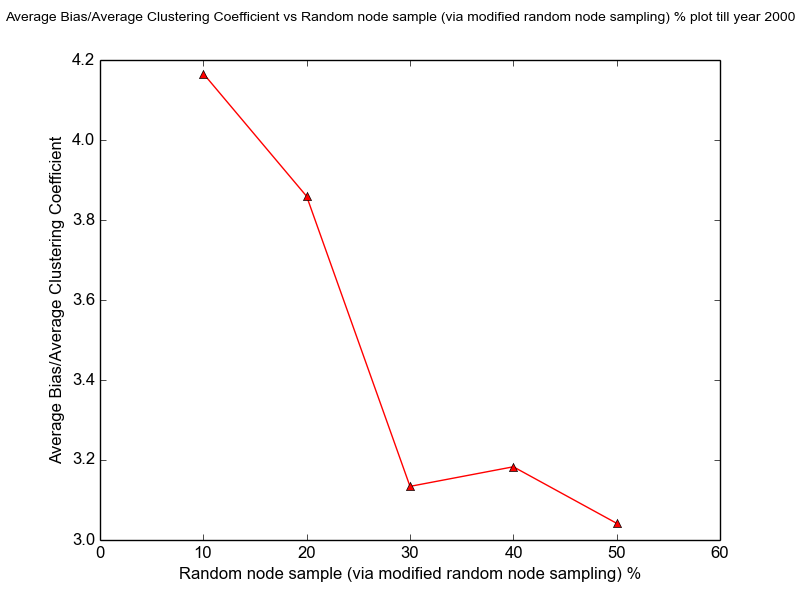 Average Bias/Average Clustering Coefficient vs Random node sample (via modified random node sampling) % plot till year 2000
4.2
4.0
3.8
3.6
3.4
3.2
3.0
Average Bias/Average Clustering Coefficient
0 10 20 30 40 50 60
Random node sample (via modified random node sampling) %